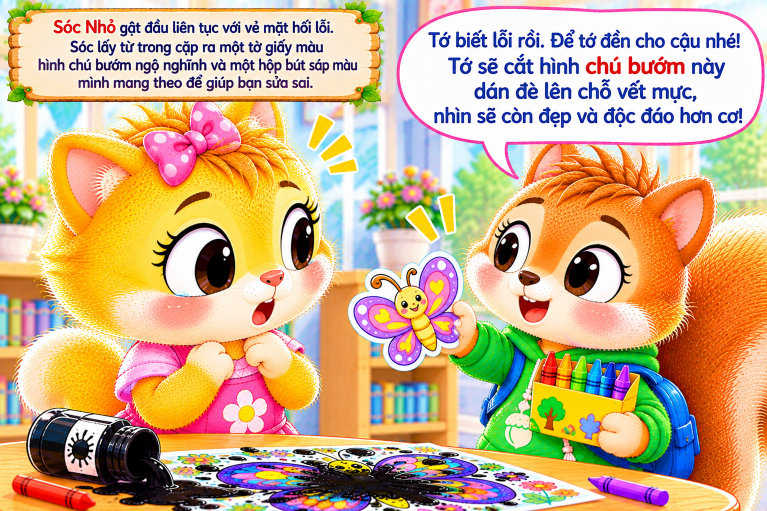 Sóc Nhỏ gật đầu liên tục với vẻ mặt hối lỗi.
Sóc lấy từ trong cặp ra một tờ giấy màu
hình chú bướm ngộ nghĩnh và một hộp bút sáp màu
mình mang theo để giúp bạn sửa sai.
Tớ biết lỗi rồi. Để tớ đền cho cậu nhé!
Tớ sẽ cắt hình chú bướm này
dán đè lên chỗ vết mực,
nhìn sẽ còn đẹp và độc đáo hơn cơ!